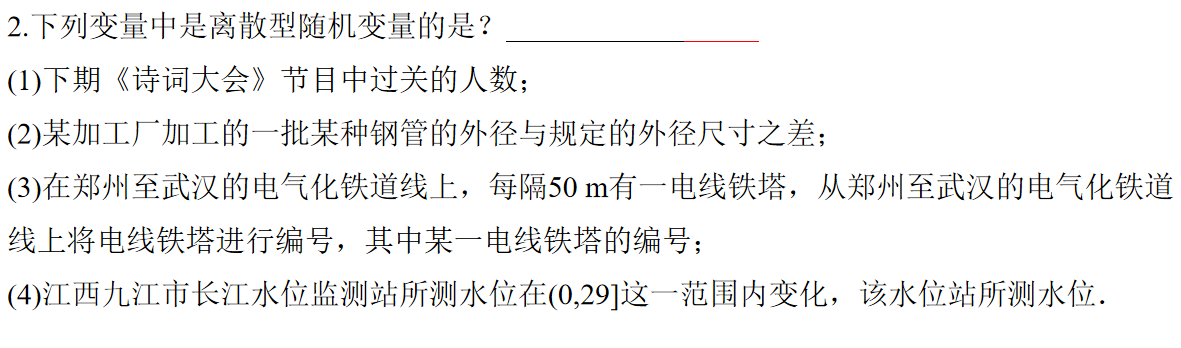 2.下列变量中是离散型随机变量的是？_________________
(1)下期《诗词大会》节目中过关的人数；
(2)某加工厂加工的一批某种钢管的外径与规定的外径尺寸之差；
(3)在郑州至武汉的电气化铁道线上，每隔50 m有一电线铁塔，从郑州至武汉的电气化铁道
线上将电线铁塔进行编号，其中某一电线铁塔的编号；
(4)江西九江市长江水位监测站所测水位在(0,29]这一范围内变化，该水位站所测水位．